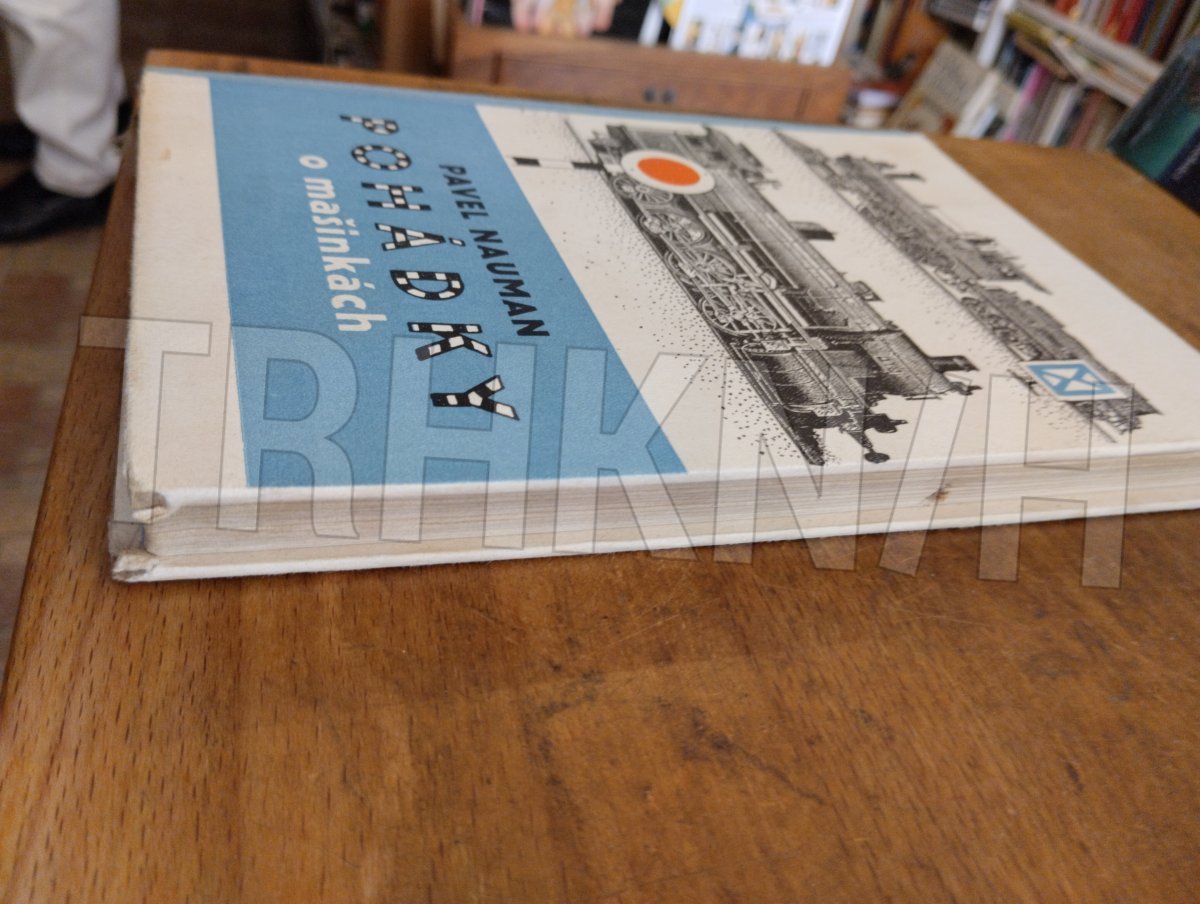 PAVEL NAUMAN
POHÁDKY
o mašinkách
TRHKNIH